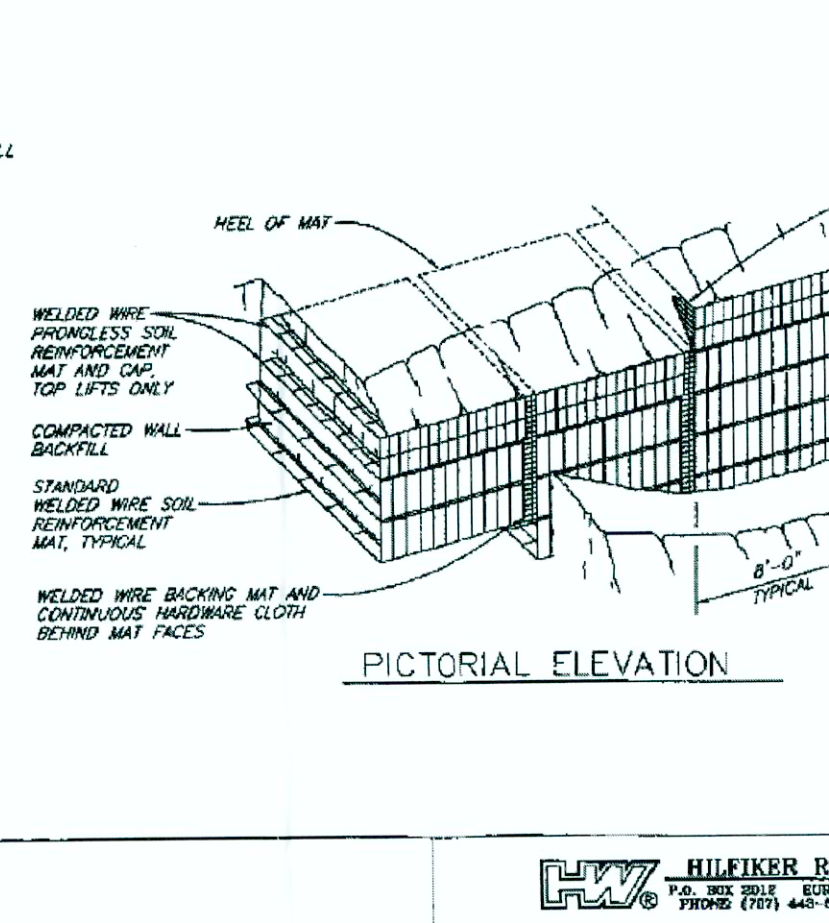 HEEL OF MAT
WELDED WIRE
PRONGLESS SOIL
REINFORCEMENT
MAT AND CAP,
TOP LIFTS ONLY
COMPACTED WALL
BACKFILL
STANDARD
WELDED WIRE SOIL
REINFORCEMENT
MAT, TYPICAL
WELDED WIRE BACKING MAT AND
CONTINUOUS HARDWARE CLOTH
BEHIND MAT FACES
8'-0"
TYPICAL
PICTORIAL ELEVATION
HW®
HILFIKER R
P.O. BOX 2012 EUR
PHONE (707) 443-